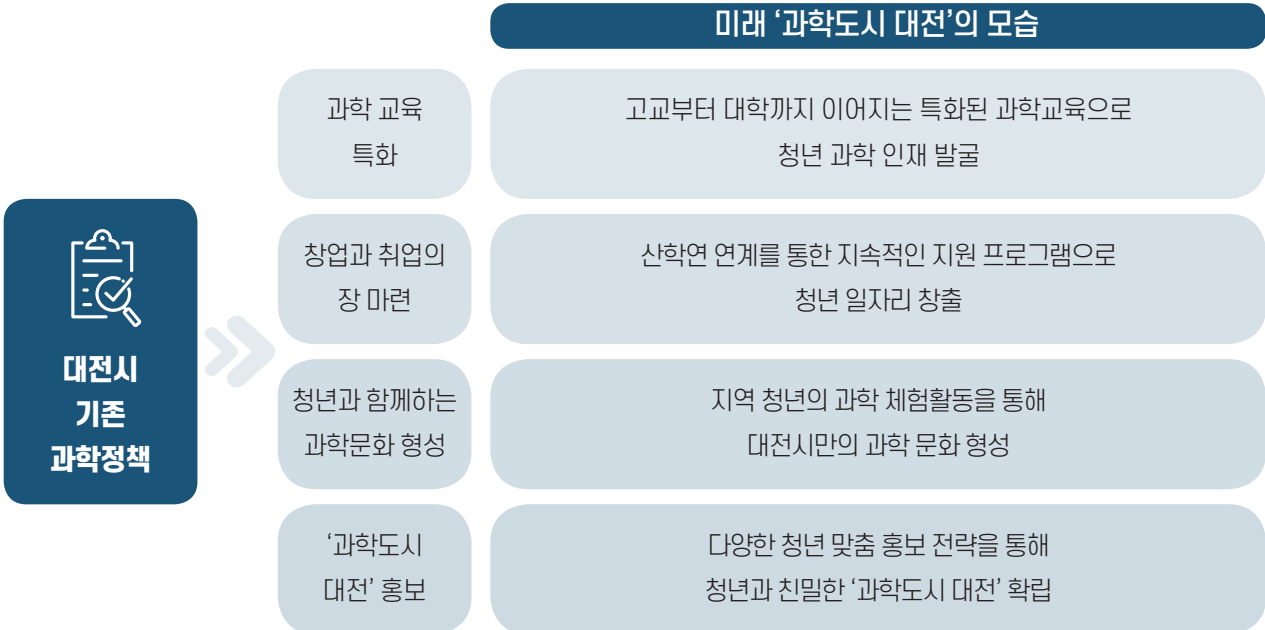 미래 ‘과학도시 대전’의 모습
대전시
기존
과학정책
과학 교육
특화
고교부터 대학까지 이어지는 특화된 과학교육으로
청년 과학 인재 발굴
창업과 취업의
장 마련
산학연 연계를 통한 지속적인 지원 프로그램으로
청년 일자리 창출
청년과 함께하는
과학문화 형성
지역 청년의 과학 체험활동을 통해
대전시만의 과학 문화 형성
‘과학도시
대전’ 홍보
다양한 청년 맞춤 홍보 전략을 통해
청년과 친밀한 ‘과학도시 대전’ 확립